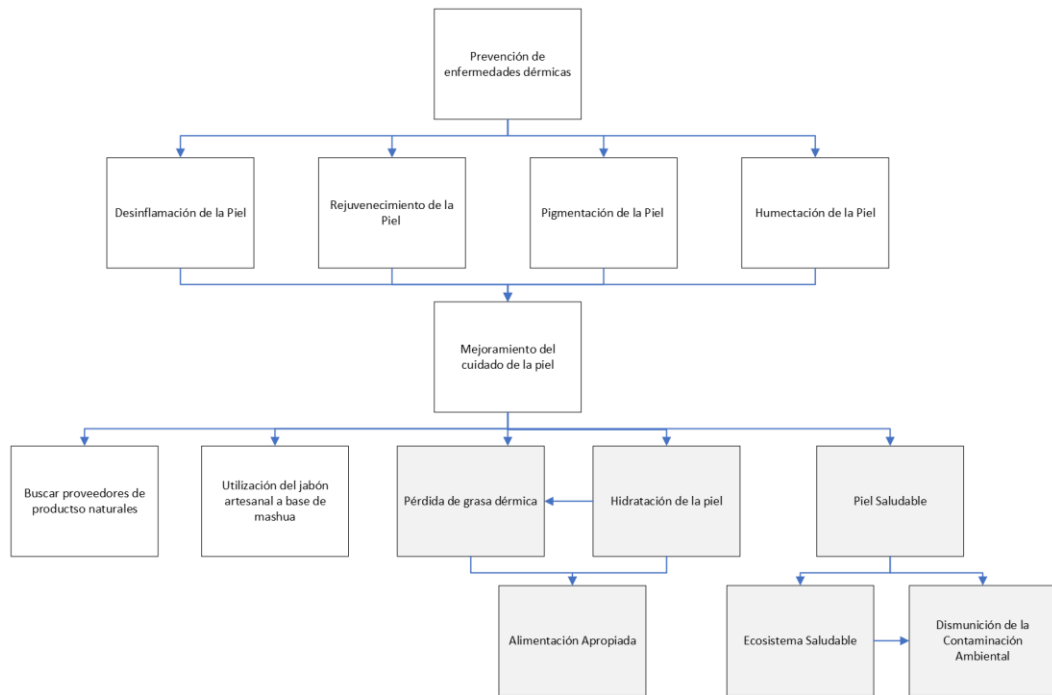 Prevención de
enfermedades dérmicas
Desinflamación de la Piel
Rejuvenecimiento de la
Piel
Pigmentación de la Piel
Humectación de la Piel
Mejoramiento del
cuidado de la piel
Buscar proveedores de
productso naturales
Utilización del jabón
artesanal a base de
mashua
Pérdida de grasa dérmica
Hidratación de la piel
Piel Saludable
Alimentación Apropiada
Ecosistema Saludable
Dismunición de la
Contaminación
Ambiental